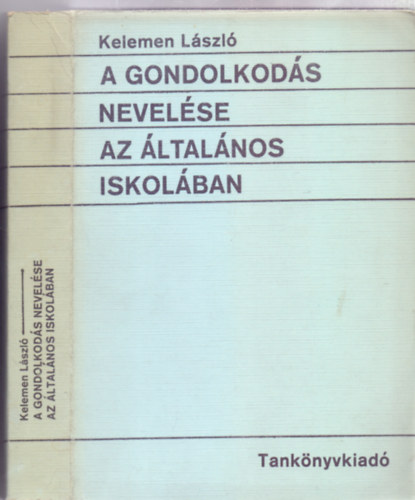 Kelemen László
A GONDOLKODÁS
NEVELÉSE
AZ ÁLTALÁNOS
ISKOLÁBAN
Tankönyvkiadó
Kelemen László
A GONDOLKODÁS NEVELÉSE
AZ ÁLTALÁNOS ISKOLÁBAN